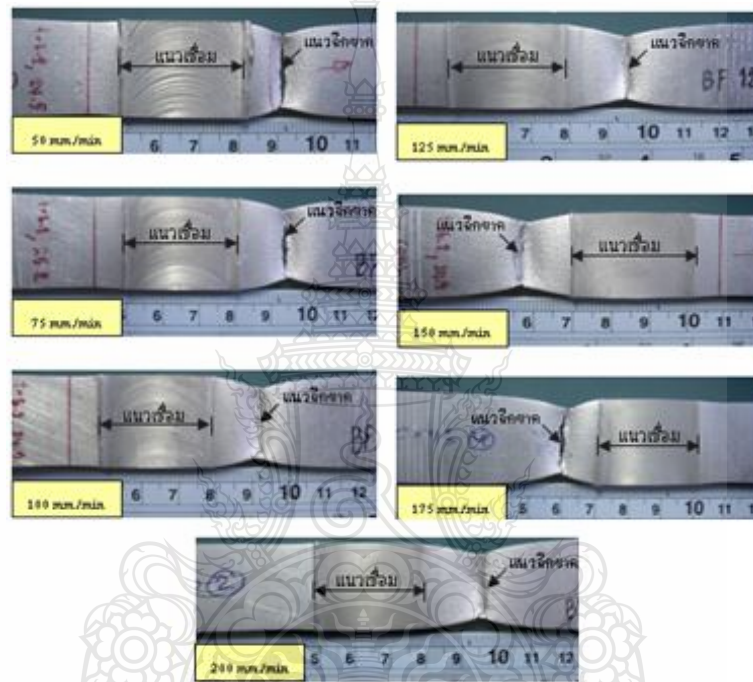 แนวเชื่อม
แนวฉีกขาด
50 mm./min.
6 7 8 9 10 11
แนวเชื่อม
แนวฉีกขาด
BF
125 mm./min.
7 8 9 10 11 12
แนวเชื่อม
แนวฉีกขาด
BF
75 mm./min.
6 7 8 9 10 11 12
แนวฉีกขาด
แนวเชื่อม
150 mm./min.
6 7 8 9 10 11
แนวเชื่อม
แนวฉีกขาด
BF
100 mm./min.
6 7 8 9 10 11 12
แนวฉีกขาด
แนวเชื่อม
175 mm./min.
5 6 7 8 9 10 11
แนวเชื่อม
แนวฉีกขาด
2
200 mm./min.
5 6 7 8 9 10 11 12